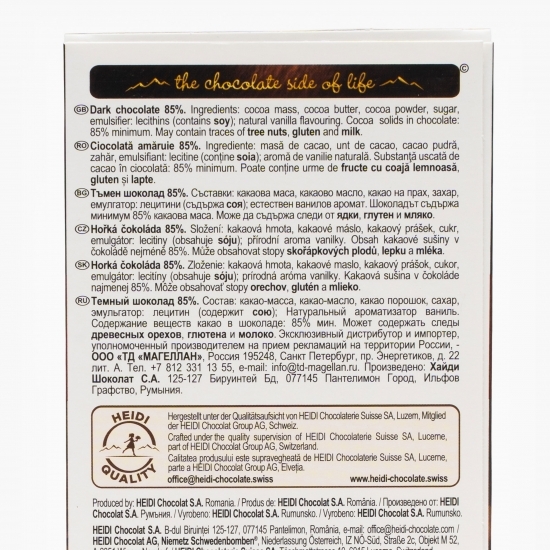 the chocolate side of life
©
GB Dark chocolate 85%. Ingredients: cocoa mass, cocoa butter, cocoa powder, sugar,
emulsifier: lecithins (contains soy); natural vanilla flavouring. Cocoa solids in chocolate:
85% minimum. May contain traces of tree nuts, gluten and milk.
RO Ciocolată amăruie 85%. Ingrediente: masă de cacao, unt de cacao, cacao pudră,
zahăr, emulsifiant: lecitine (conține soia); aromă de vanilie naturală. Substanţă uscată de
cacao în ciocolată: 85% minimum. Poate conține urme de fructe cu coajă lemnoasă,
gluten și lapte.
BG Тъмен шоколад 85%. Съставки: какаова маса, какаово масло, какао на прах, захар,
емулгатор: лецитини (съдържа соя); естествен ванилов аромат. Шоколадът съдържа
минимум 85% какаова маса. Може да съдържа следи от ядки, глутен и мляко.
CZ Hořká čokoláda 85%. Složení: kakaová hmota, kakaové máslo, kakaový prášek, cukr,
emulgátor: lecitiny (obsahuje sóju); přírodní aroma vanilky. Obsah kakaové sušiny v
čokoládě nejméně 85%. Může obsahovat stopy skořápkových plodů, lepku a mléka.
SK Horká čokoláda 85%. Zloženie: kakaová hmota, kakaové maslo, kakaový prášok, cukor,
emulgátor: lecitíny (obsahuje sóju); prírodná aróma vanilky. Kakaová sušina v čokoláde
najmenej 85%. Môže obsahovať stopy orechov, glutén a mlieko.
RU Темный шоколад 85%. Состав: какао-масса, какао-масло, какао порошок, сахар,
эмульгатор: лецитин (содержит сою); Натуральный ароматизатор ваниль.
Содержание веществ какао в шоколаде: 85% мин. Может содержать следы
древесных орехов, глютена и молоко. Эксклюзивный дистрибутор и импортер,
уполномоченный производителем на прием рекламаций на территории России, -
ООО «ТД «МАГЕЛЛАН», Россия 195248, Санкт Петербург, пр. Энергетиков, д. 22
лит. А. Тел. +7 812 331 13 55, e-mail: info@td-magellan.ru. Произведено: Хайди
Шоколат С.А. 125-127 Бируинтей Бд, 077145 Пантелимон Город, Ильфов
Графство, Румыния.
HEIDI
QUALITY
Hergestellt unter der Qualitätsaufsicht von HEIDI Chocolaterie Suisse SA, Luzern, Mitglied
der HEIDI Chocolat Group AG, Schweiz.
Crafted under the quality supervision of HEIDI Chocolaterie Suisse SA, Lucerne,
part of HEIDI Chocolat Group AG, Switzerland.
Calitatea produsului este supravegheată de HEIDI Chocolaterie Suisse SA, Lucerne,
parte a HEIDI Chocolat Group AG, Elveția.
office@heidi-chocolate.swiss www.heidi-chocolate.swiss
Produced by: HEIDI Chocolat S.A. Romania. / Produs de: HEIDI Chocolat S.A. România. / Произведено от: HEIDI
Chocolat S.A. Румъния. / Vyrobeno: HEIDI Chocolat S.A. Rumunsko. / Vyrobeno: HEIDI Chocolat S.A. Rumunsko.
HEIDI Chocolat S.A. B-dul Biruinței 125-127, 077145 Pantelimon, România, e-mail: office@heidi-chocolate.com /
HEIDI Chocolat AG, Niemetz Schwedenbomben®, Niederlassung Österreich, IZ NÖ-Süd, Straße 2c, Objekt M 52,
HEIDI Chocolaterie Suisse SA